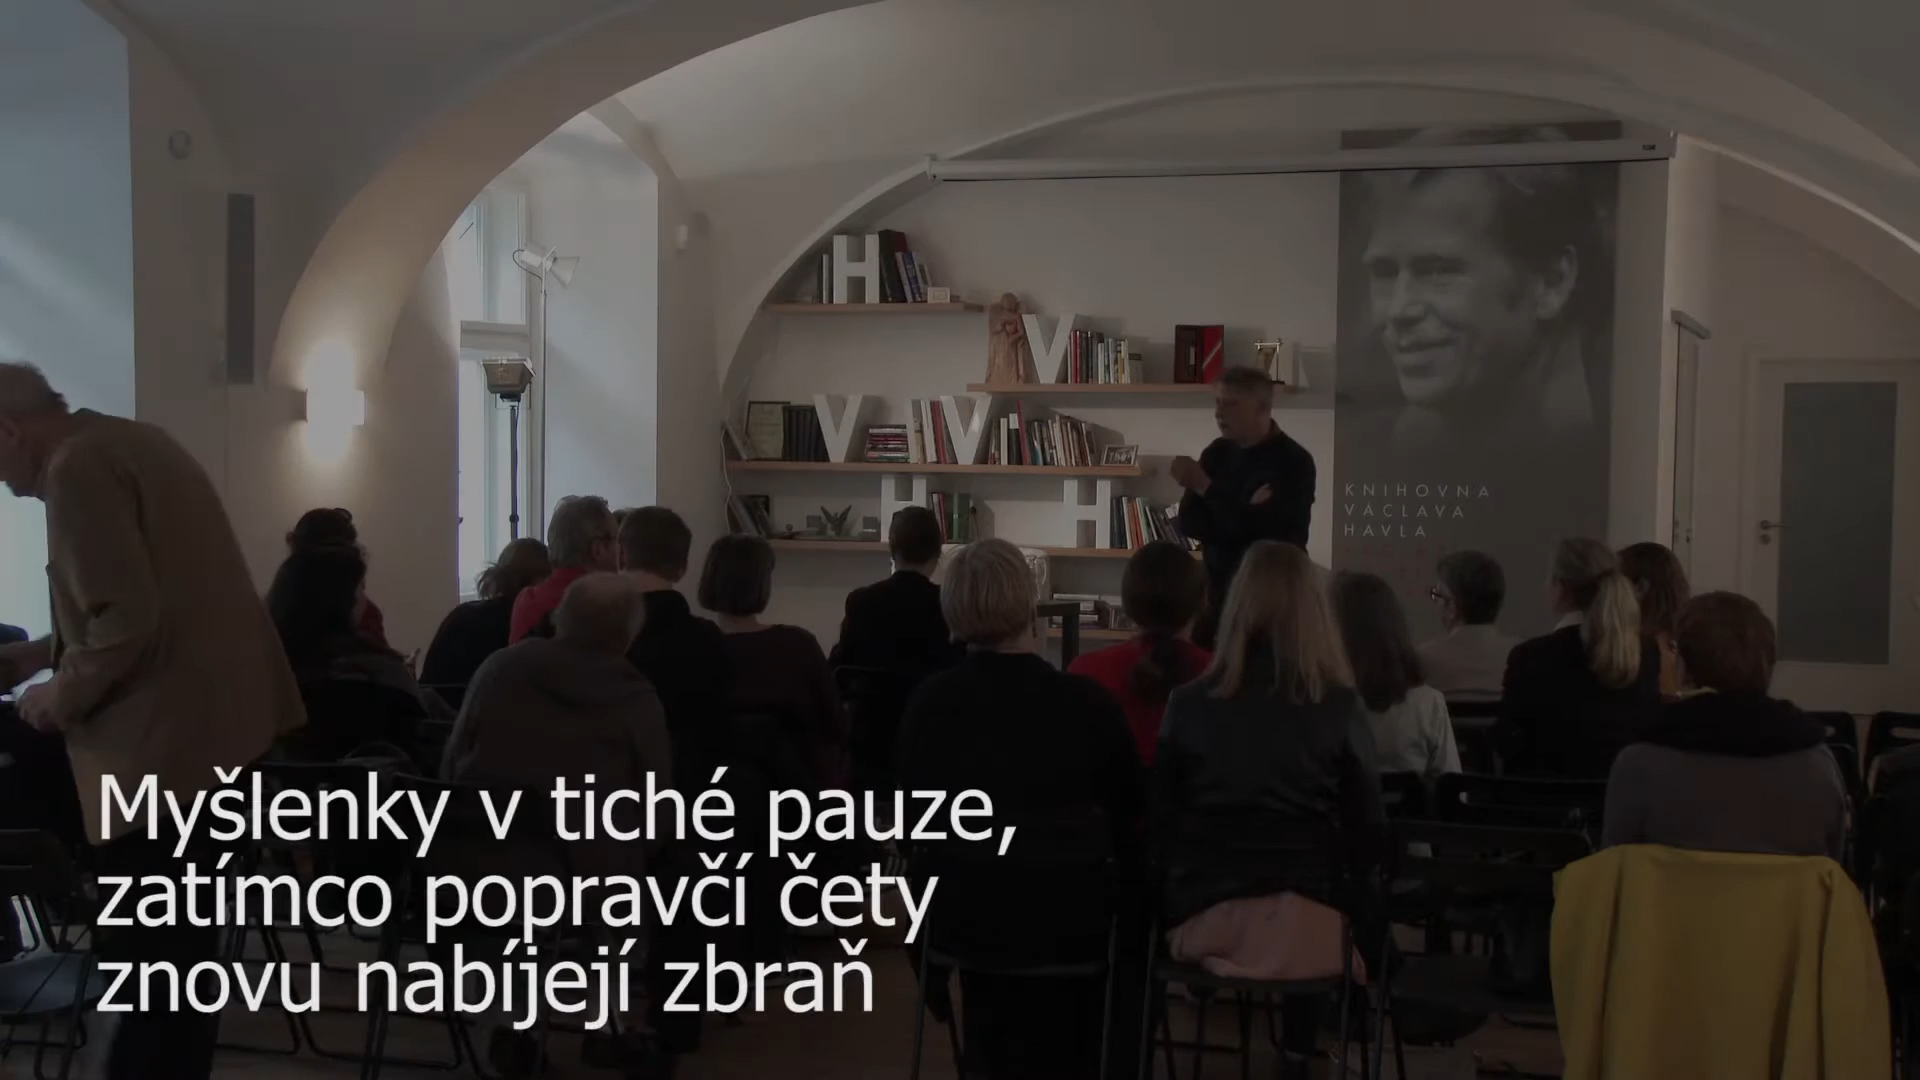 H
V
V V
H H
KNIHOVNA
VÁCLAVA
HAVLA
Myšlenky v tiché pauze,
zatímco popravčí čety
znovu nabíjejí zbraň